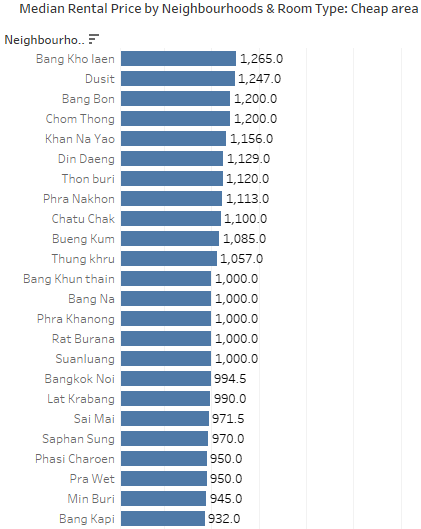 Median Rental Price by Neighbourhoods & Room Type: Cheap area
Neighbourho..
Bang Kho laen 1,265.0
Dusit 1,247.0
Bang Bon 1,200.0
Chom Thong 1,200.0
Khan Na Yao 1,156.0
Din Daeng 1,129.0
Thon buri 1,120.0
Phra Nakhon 1,113.0
Chatu Chak 1,100.0
Bueng Kum 1,085.0
Thung khru 1,057.0
Bang Khun thain 1,000.0
Bang Na 1,000.0
Phra Khanong 1,000.0
Rat Burana 1,000.0
Suanluang 1,000.0
Bangkok Noi 994.5
Lat Krabang 990.0
Sai Mai 971.5
Saphan Sung 970.0
Phasi Charoen 950.0
Pra Wet 950.0
Min Buri 945.0
Bang Kapi 932.0